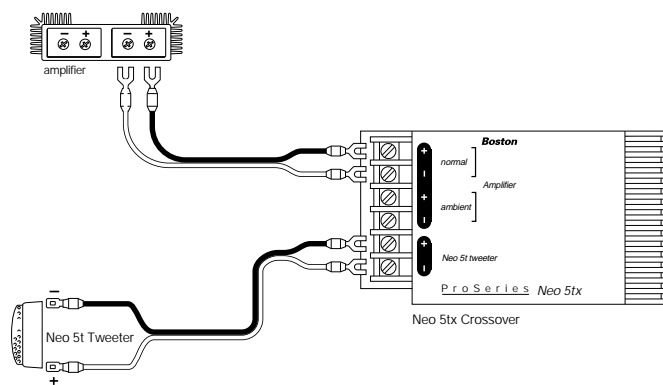 − + − +
amplifier
Boston
+
normal
−
Amplifier
+
ambient
−
+
Neo 5t tweeter
−
ProSeries Neo 5tx
Neo 5tx Crossover
−
Neo 5t Tweeter
+